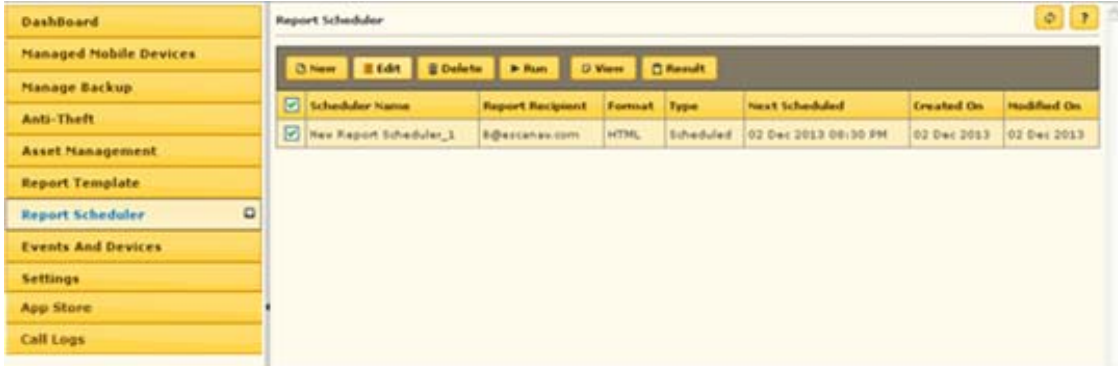 DashBoard
Managed Mobile Devices
Manage Backup
Anti-Theft
Asset Management
Report Template
Report Scheduler
Events And Devices
Settings
App Store
Call Logs
Report Scheduler
?
New Edit Delete Run View Result
Scheduler Name Report Recipient Format Type Next Scheduled Created On Modified On
New Report Scheduler_1 @escanav.com HTML Scheduled 02 Dec 2013 08:30 PM 02 Dec 2013 02 Dec 2013